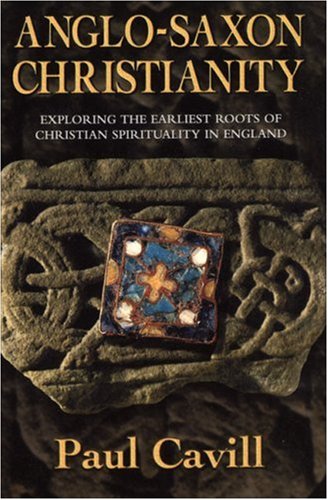 ANGLO-SAXON
CHRISTIANITY
EXPLORING THE EARLIEST ROOTS OF
CHRISTIAN SPIRITUALITY IN ENGLAND
Paul Cavill